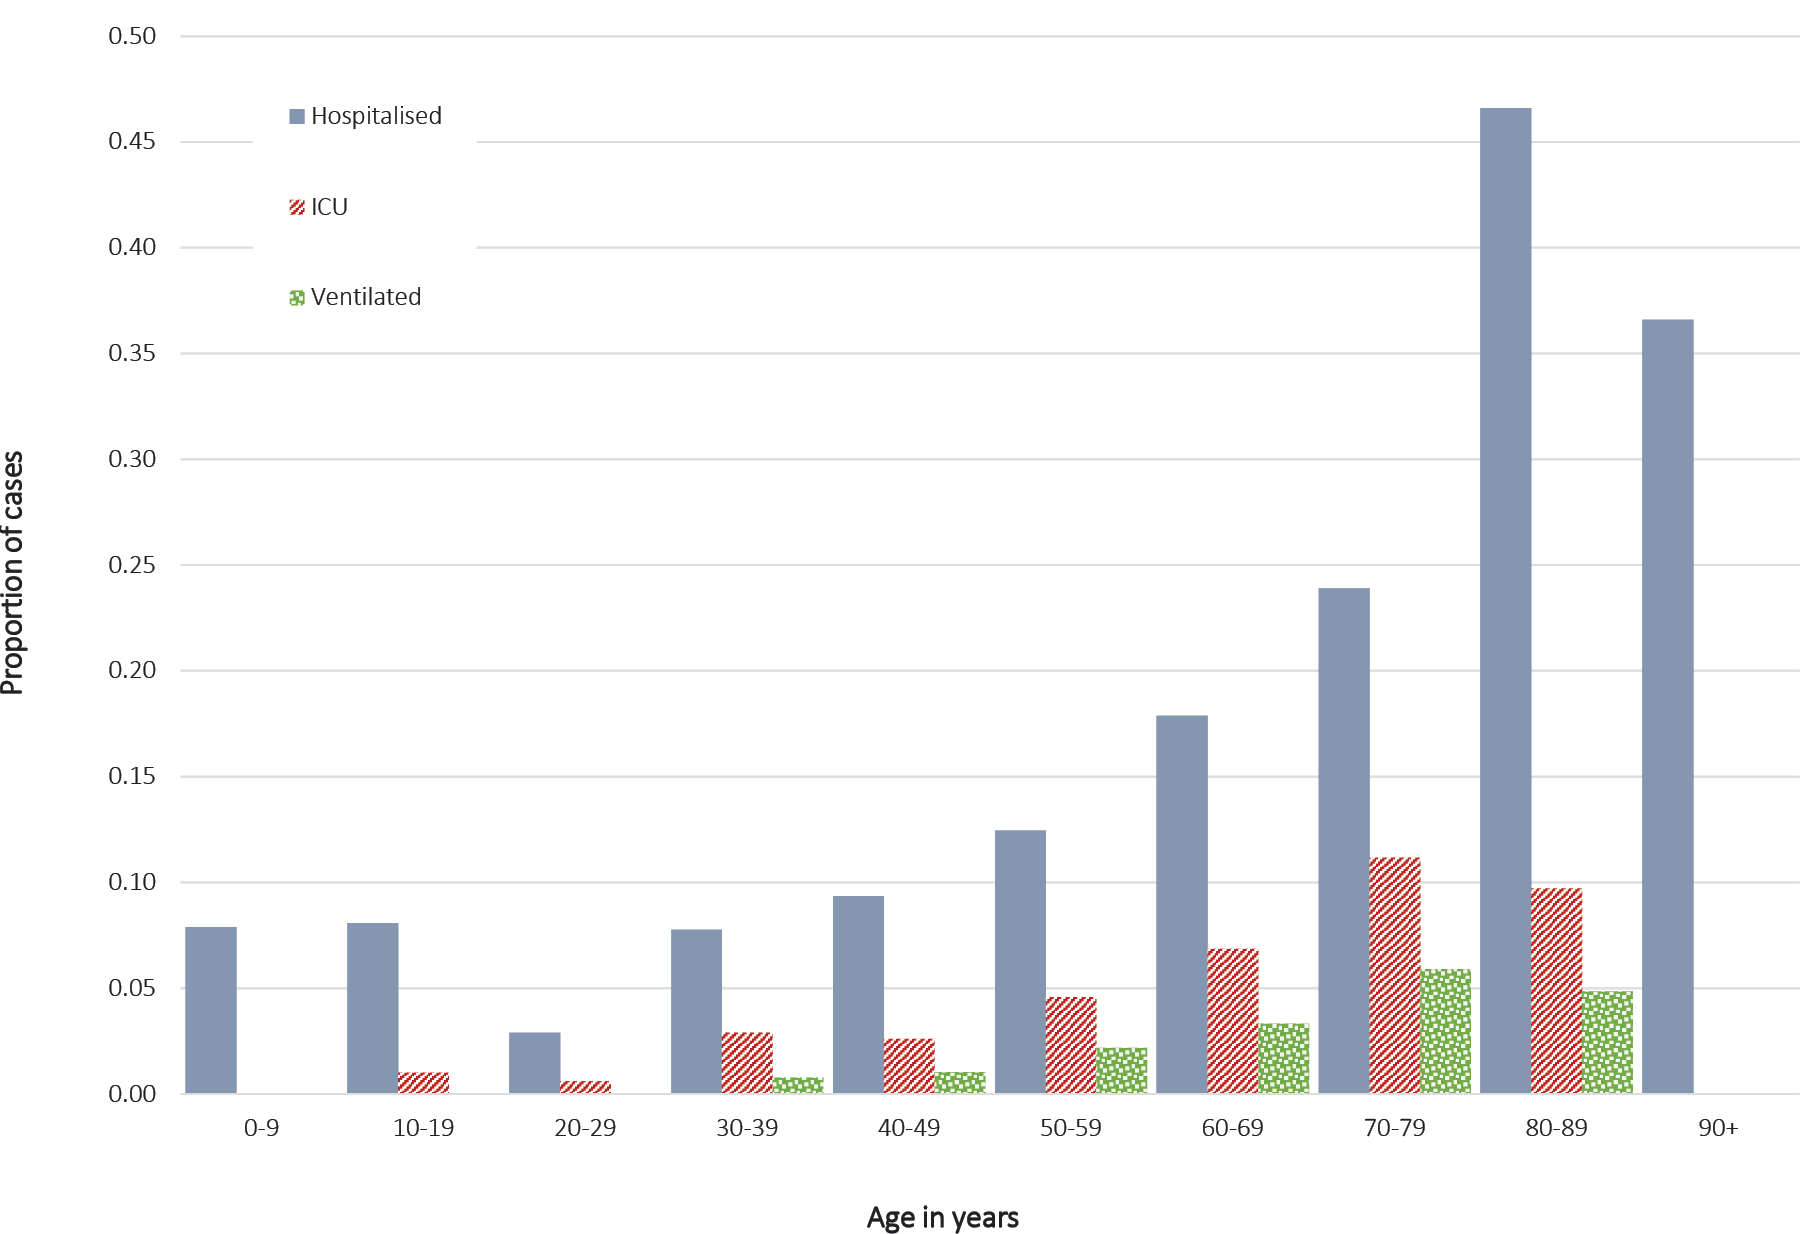 0.50
Hospitalised
0.45
ICU
0.40
Ventilated
0.35
0.30
0.25
0.20
0.15
0.10
0.05
0.00
Proportion of cases
0-9 10-19 20-29 30-39 40-49 50-59 60-69 70-79 80-89 90+
Age in years